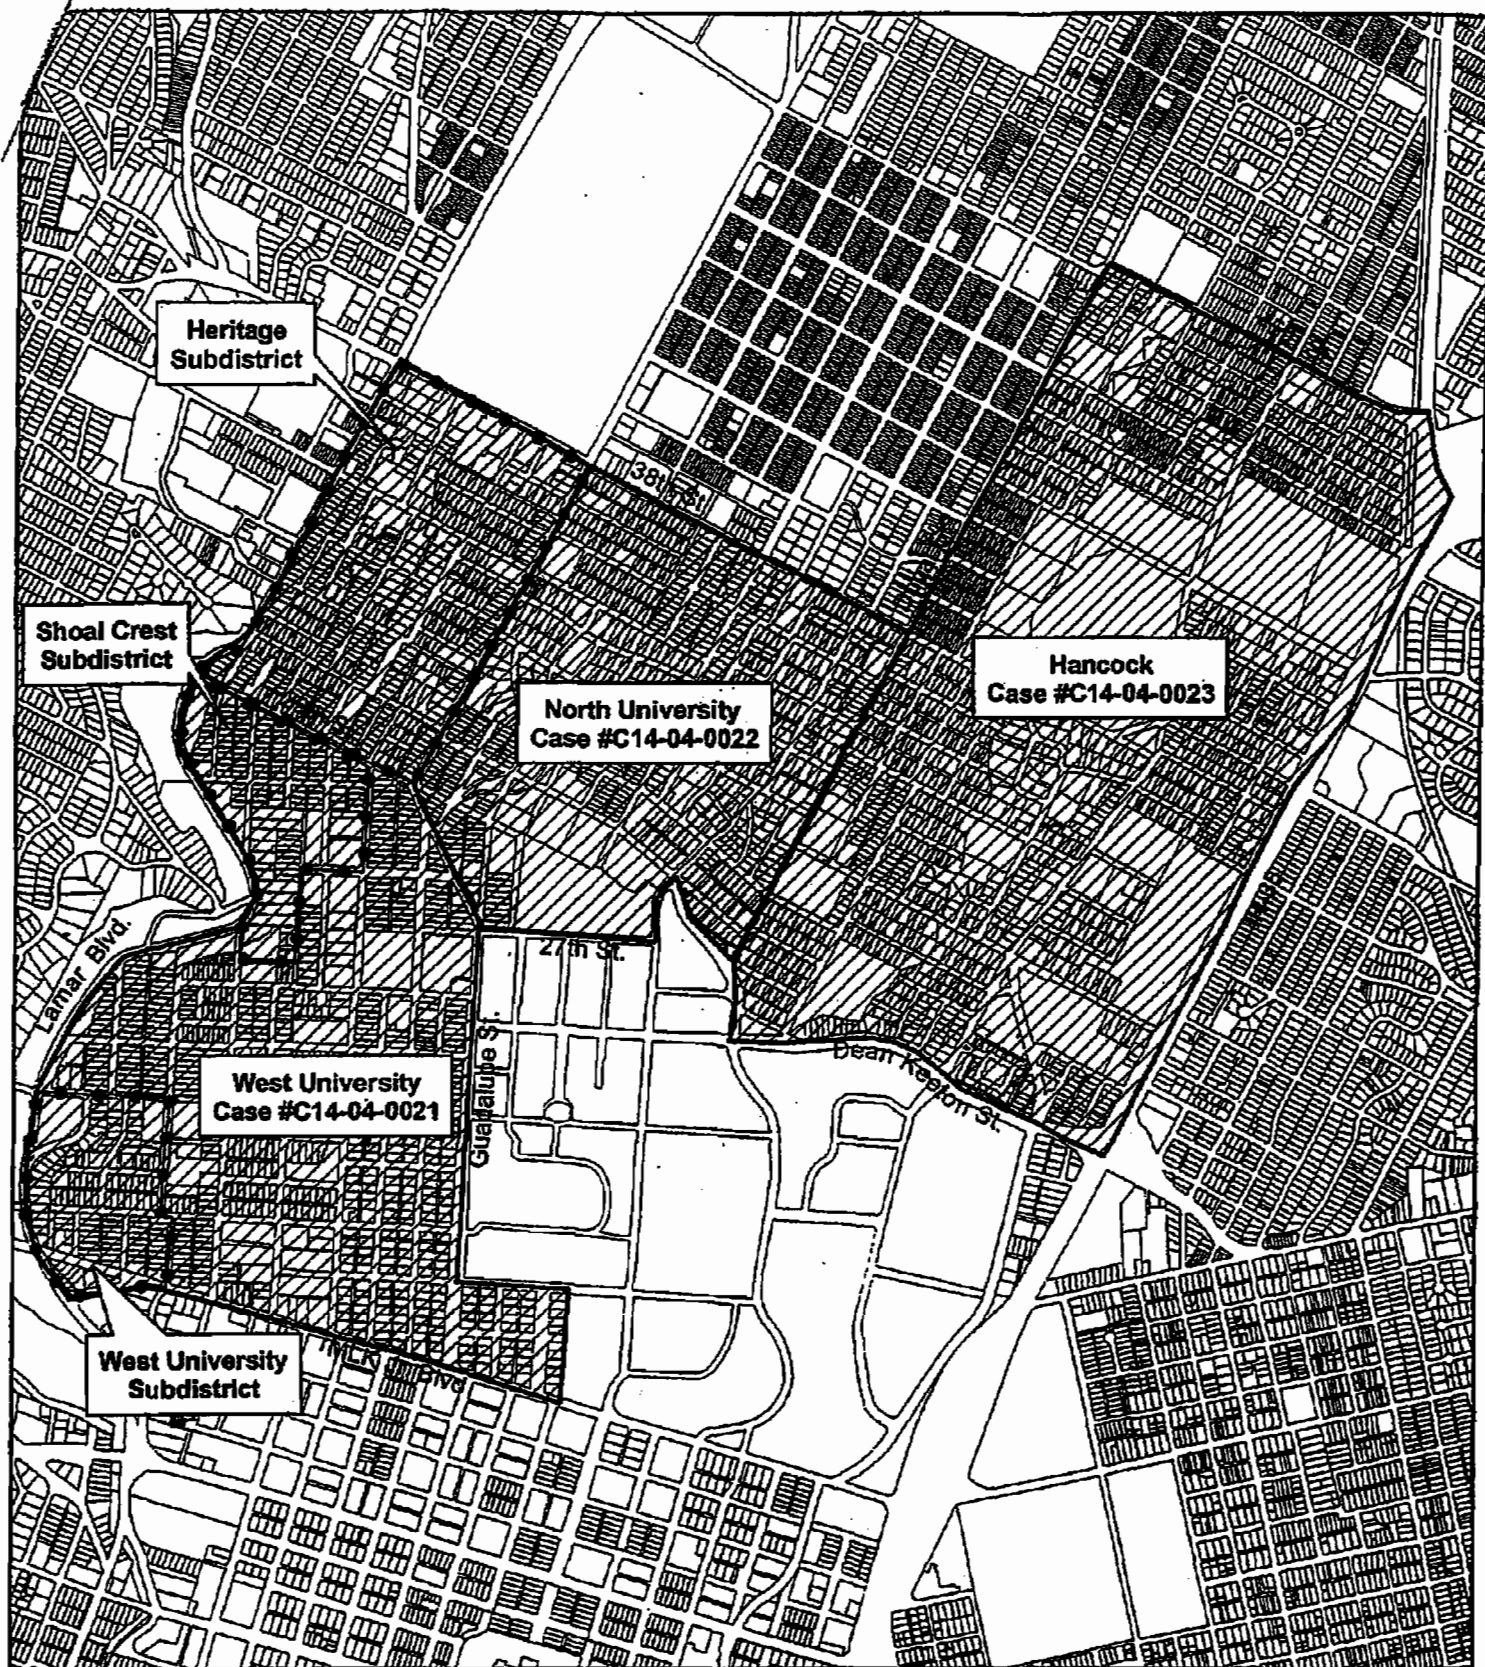 Heritage
Subdistrict
38th St.
Shoal Crest
Subdistrict
Hancock
Case #C14-04-0023
North University
Case #C14-04-0022
27th St.
Lamar Blvd.
Guadalupe St.
Dean Keeton St.
West University
Case #C14-04-0021
West University
Subdistrict
MLK Blvd